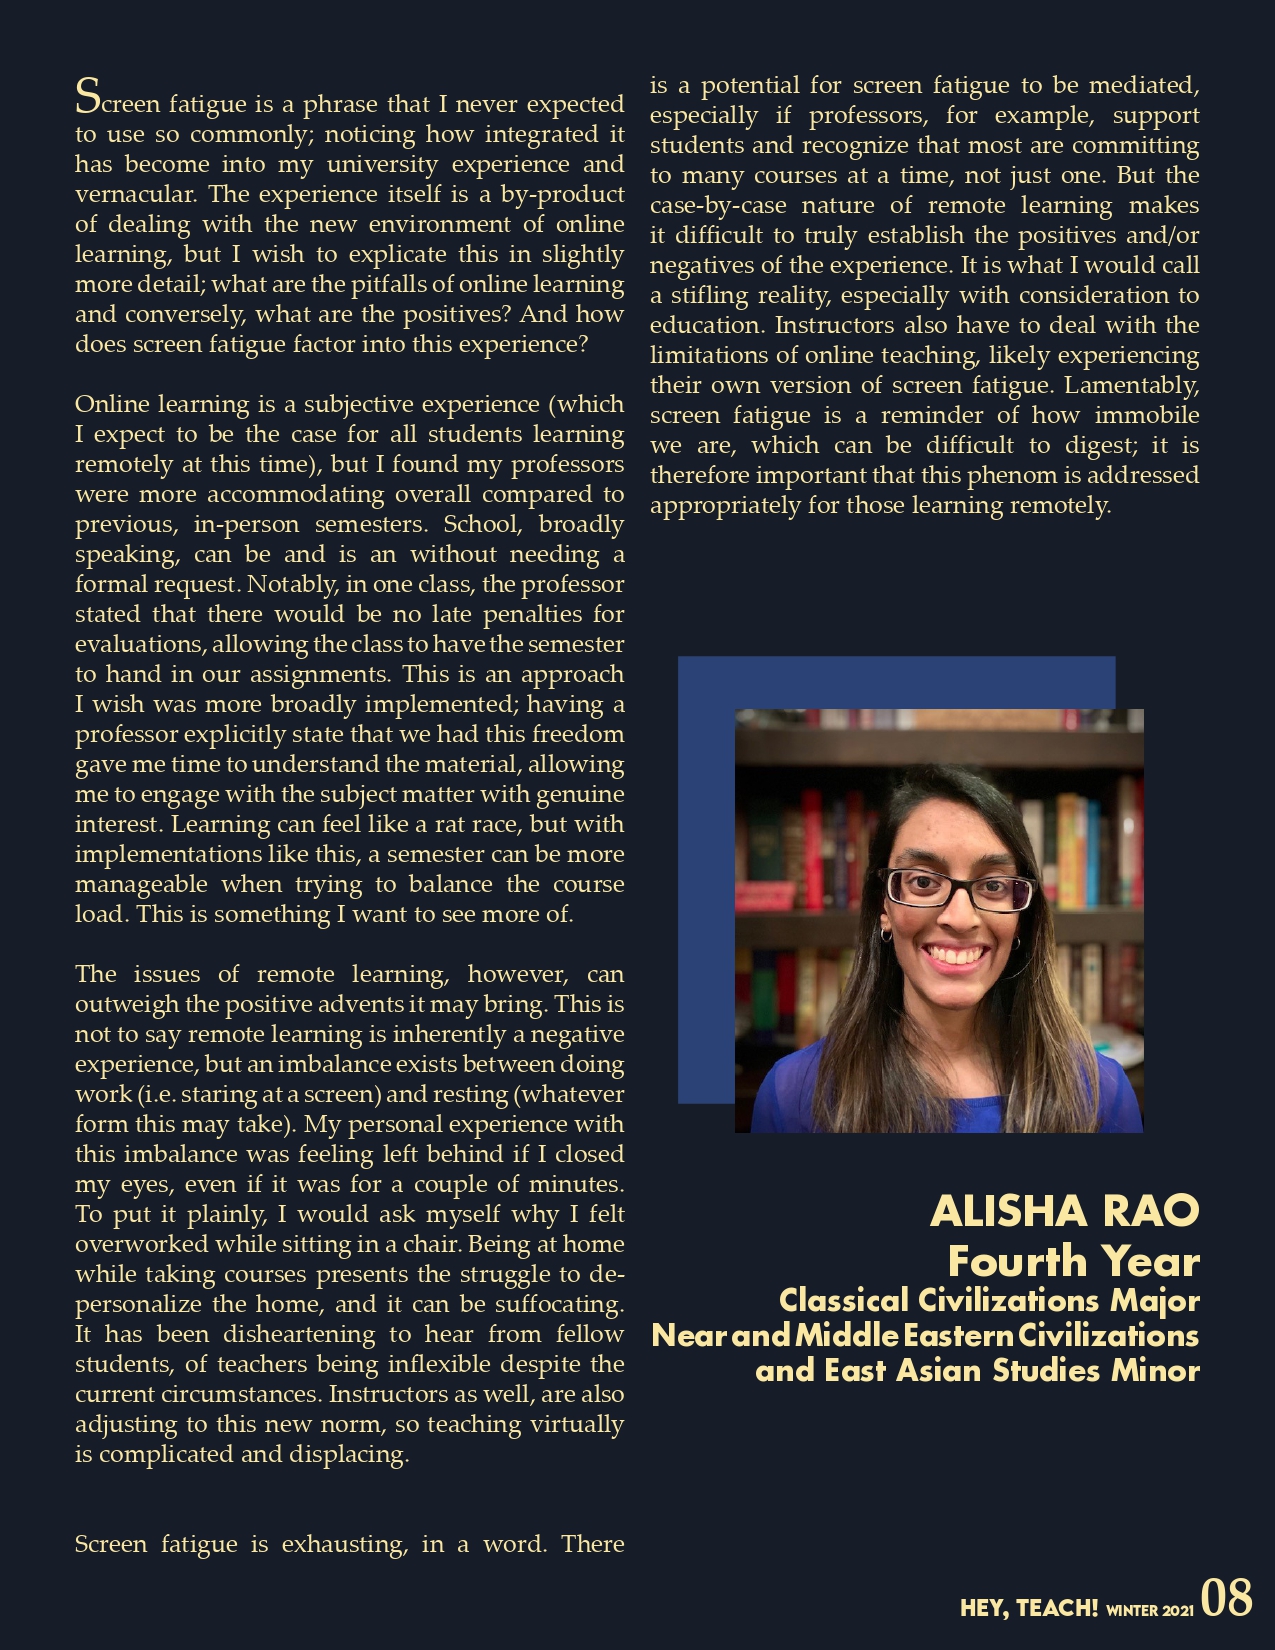 Screen fatigue is a phrase that I never expected
to use so commonly; noticing how integrated it
has become into my university experience and
vernacular. The experience itself is a by-product
of dealing with the new environment of online
learning, but I wish to explicate this in slightly
more detail; what are the pitfalls of online learning
and conversely, what are the positives? And how
does screen fatigue factor into this experience?
Online learning is a subjective experience (which
I expect to be the case for all students learning
remotely at this time), but I found my professors
were more accommodating overall compared to
previous, in-person semesters. School, broadly
speaking, can be and is an without needing a
formal request. Notably, in one class, the professor
stated that there would be no late penalties for
evaluations, allowing the class to have the semester
to hand in our assignments. This is an approach
I wish was more broadly implemented; having a
professor explicitly state that we had this freedom
gave me time to understand the material, allowing
me to engage with the subject matter with genuine
interest. Learning can feel like a rat race, but with
implementations like this, a semester can be more
manageable when trying to balance the course
load. This is something I want to see more of.
The issues of remote learning, however, can
outweigh the positive advents it may bring. This is
not to say remote learning is inherently a negative
experience, but an imbalance exists between doing
work (i.e. staring at a screen) and resting (whatever
form this may take). My personal experience with
this imbalance was feeling left behind if I closed
my eyes, even if it was for a couple of minutes.
To put it plainly, I would ask myself why I felt
overworked while sitting in a chair. Being at home
while taking courses presents the struggle to de-
personalize the home, and it can be suffocating.
It has been disheartening to hear from fellow
students, of teachers being inflexible despite the
current circumstances. Instructors as well, are also
adjusting to this new norm, so teaching virtually
is complicated and displacing.
Screen fatigue is exhausting, in a word. There
is a potential for screen fatigue to be mediated,
especially if professors, for example, support
students and recognize that most are committing
to many courses at a time, not just one. But the
case-by-case nature of remote learning makes
it difficult to truly establish the positives and/or
negatives of the experience. It is what I would call
a stifling reality, especially with consideration to
education. Instructors also have to deal with the
limitations of online teaching, likely experiencing
their own version of screen fatigue. Lamentably,
screen fatigue is a reminder of how immobile
we are, which can be difficult to digest; it is
therefore important that this phenom is addressed
appropriately for those learning remotely.
ALISHA RAO
Fourth Year
Classical Civilizations Major
Near and Middle Eastern Civilizations
and East Asian Studies Minor
HEY, TEACH! WINTER 2021 08